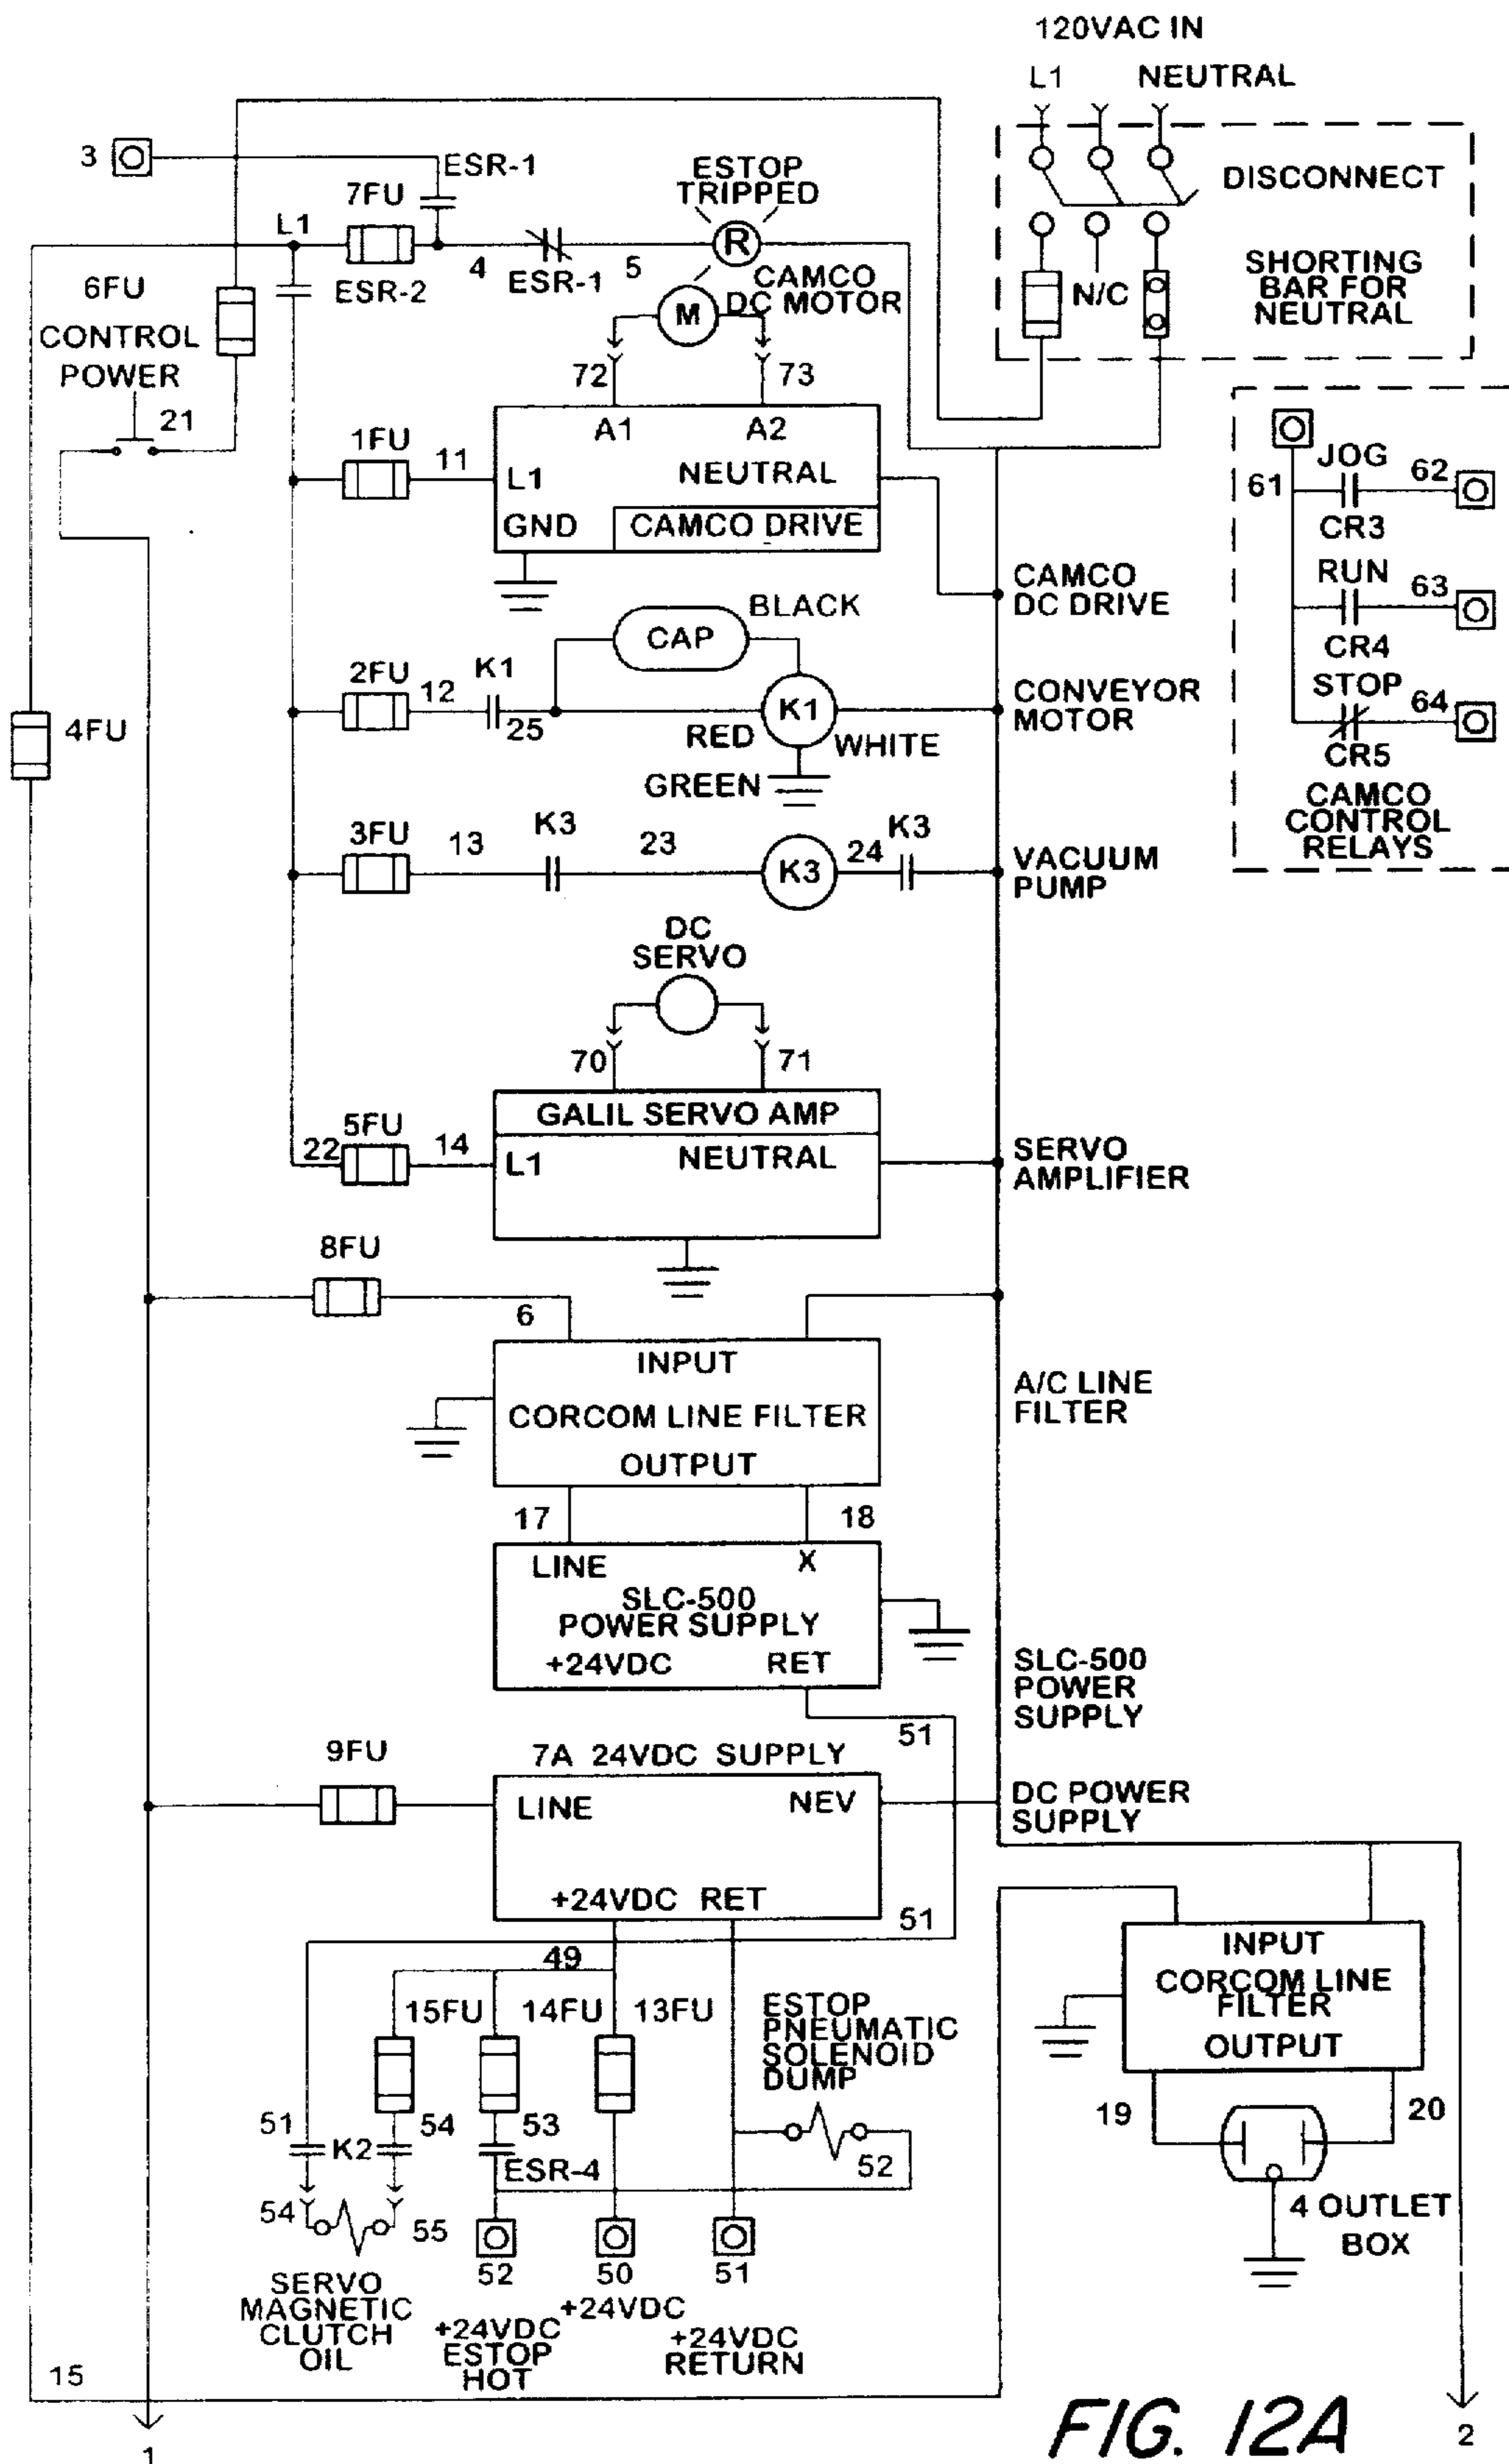 120VAC IN
L1 NEUTRAL
DISCONNECT
N/C
SHORTING
BAR FOR
NEUTRAL
3
ESR-1
7FU
L1
ESR-2
4
ESR-1
5
ESTOP
TRIPPED
R
CAMCO
DC MOTOR
M
6FU
CONTROL
POWER
21
72
73
A1 A2
1FU
11
L1 NEUTRAL
GND CAMCO DRIVE
CAMCO
DC DRIVE
61
JOG
62
CR3
RUN
63
CR4
STOP
64
CR5
CAMCO
CONTROL
RELAYS
4FU
BLACK
CAP
2FU
12
K1
25
RED
K1
WHITE
GREEN
CONVEYOR
MOTOR
3FU
13
K3
23
K3
24
K3
VACUUM
PUMP
DC
SERVO
70
71
GALIL SERVO AMP
22
5FU
14
L1 NEUTRAL
SERVO
AMPLIFIER
8FU
6
INPUT
CORCOM LINE FILTER
OUTPUT
A/C LINE
FILTER
17
18
LINE X
SLC-500
POWER SUPPLY
+24VDC RET
51
SLC-500
POWER
SUPPLY
9FU
7A 24VDC SUPPLY
LINE NEV
+24VDC RET
DC POWER
SUPPLY
51
49
15FU
14FU
13FU
ESTOP
PNEUMATIC
SOLENOID
DUMP
51
K2
54
53
ESR-4
52
54
55
52
50
51
SERVO
MAGNETIC
CLUTCH
OIL
+24VDC
ESTOP
HOT
+24VDC
+24VDC
RETURN
INPUT
CORCOM LINE
FILTER
OUTPUT
19
20
4 OUTLET
BOX
15
1
2
FIG. 12A